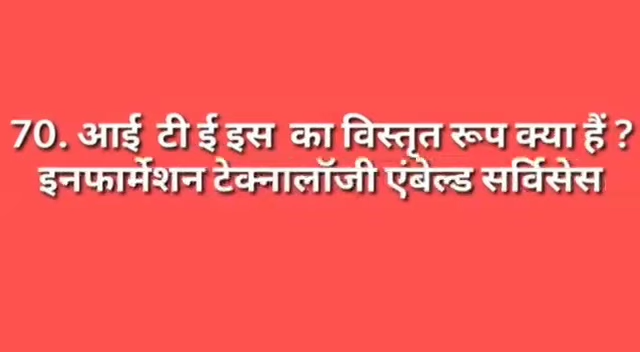 70. आई टी ई इस का विस्तृत रूप क्या हैं ?
इनफार्मेशन टेक्नालॉजी एंबेल्ड सर्विसेस